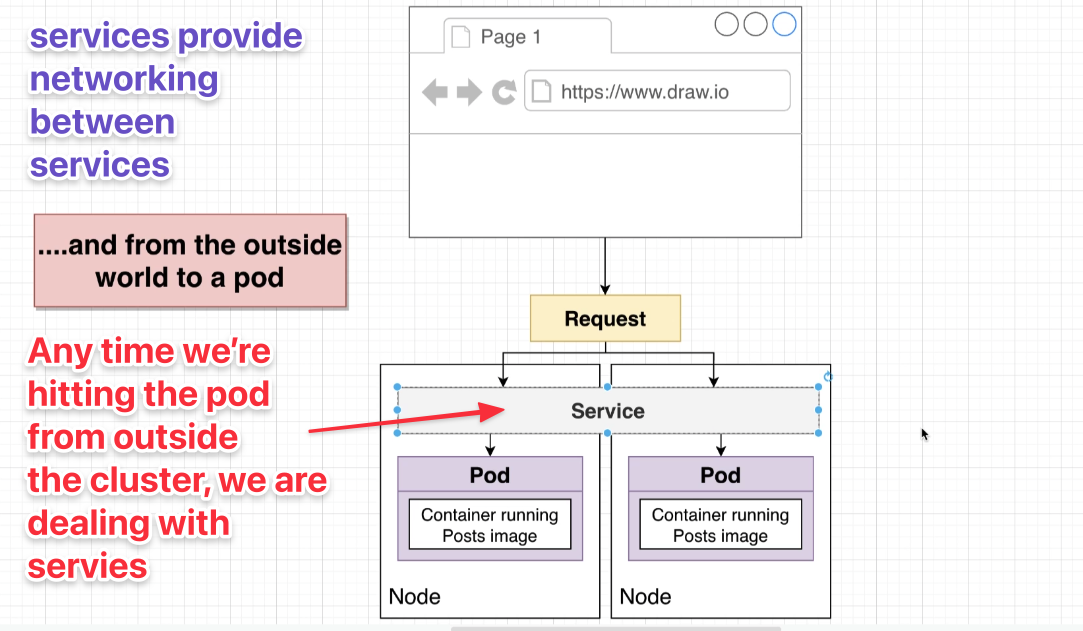 services provide
networking
between
services
....and from the outside
world to a pod
Any time we're
hitting the pod
from outside
the cluster, we are
dealing with
servies
Page 1
https://www.draw.io
Request
Service
Pod
Container running
Posts image
Node
Pod
Container running
Posts image
Node